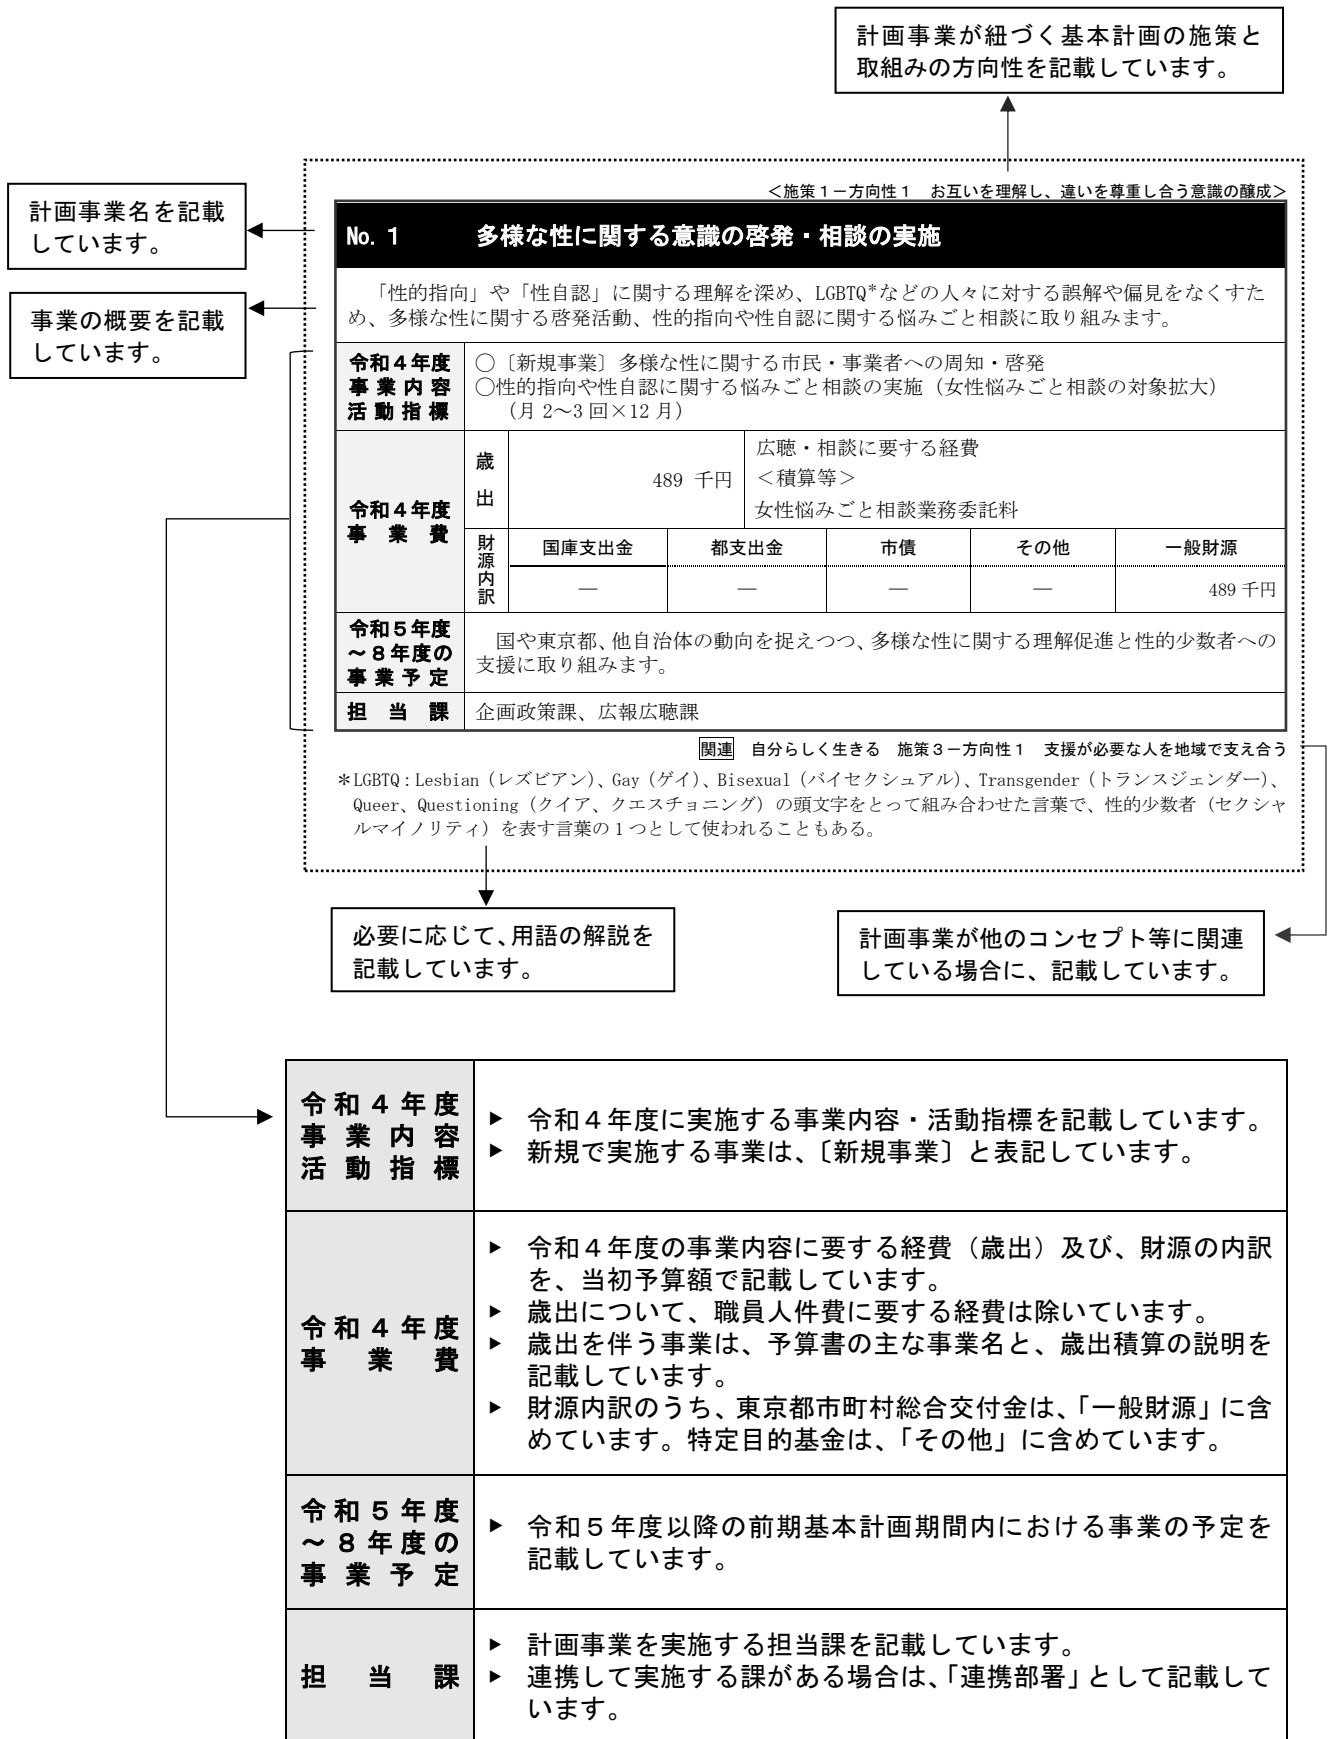 計画事業が紐づく基本計画の施策と
取組みの方向性を記載しています。
<施策１－方向性１　お互いを理解し、違いを尊重し合う意識の醸成>
計画事業名を記載
しています。
No. 1　　多様な性に関する意識の啓発・相談の実施
事業の概要を記載
しています。
「性的指向」や「性自認」に関する理解を深め、LGBTQ*などの人々に対する誤解や偏見をなくすた
め、多様な性に関する啓発活動、性的指向や性自認に関する悩みごと相談に取り組みます。
令和４年度
事業内容
活動指標
○〔新規事業〕多様な性に関する市民・事業者への周知・啓発
○性的指向や性自認に関する悩みごと相談の実施（女性悩みごと相談の対象拡大）
（月 2～3 回×12 月）
令和４年度
事業費
歳出
489 千円
広聴・相談に要する経費
＜積算等＞
女性悩みごと相談業務委託料
財源内訳
国庫支出金　都支出金　市債　その他　一般財源
―　―　―　―　489 千円
令和５年度
～８年度の
事業予定
国や東京都、他自治体の動向を捉えつつ、多様な性に関する理解促進と性的少数者への
支援に取り組みます。
担当課
企画政策課、広報広聴課
関連　自分らしく生きる　施策３－方向性１　支援が必要な人を地域で支え合う
＊LGBTQ：Lesbian（レズビアン）、Gay（ゲイ）、Bisexual（バイセクシュアル）、Transgender（トランスジェンダー）、
Queer、Questioning（クイア、クエスチョニング）の頭文字をとって組み合わせた言葉で、性的少数者（セクシャ
ルマイノリティ）を表す言葉の１つとして使われることもある。
必要に応じて、用語の解説を
記載しています。
計画事業が他のコンセプト等に関連
している場合に、記載しています。
令和４年度
事業内容
活動指標
▶ 令和４年度に実施する事業内容・活動指標を記載しています。
▶ 新規で実施する事業は、〔新規事業〕と表記しています。
令和４年度
事業費
▶ 令和４年度の事業内容に要する経費（歳出）及び、財源の内訳
を、当初予算額で記載しています。
▶ 歳出について、職員人件費に要する経費は除いています。
▶ 歳出を伴う事業は、予算書の主な事業名と、歳出積算の説明を
記載しています。
▶ 財源内訳のうち、東京都市町村総合交付金は、「一般財源」に含
めています。特定目的基金は、「その他」に含めています。
令和５年度
～８年度の
事業予定
▶ 令和５年度以降の前期基本計画期間内における事業の予定を
記載しています。
担当課
▶ 計画事業を実施する担当課を記載しています。
▶ 連携して実施する課がある場合は、「連携部署」として記載して
います。